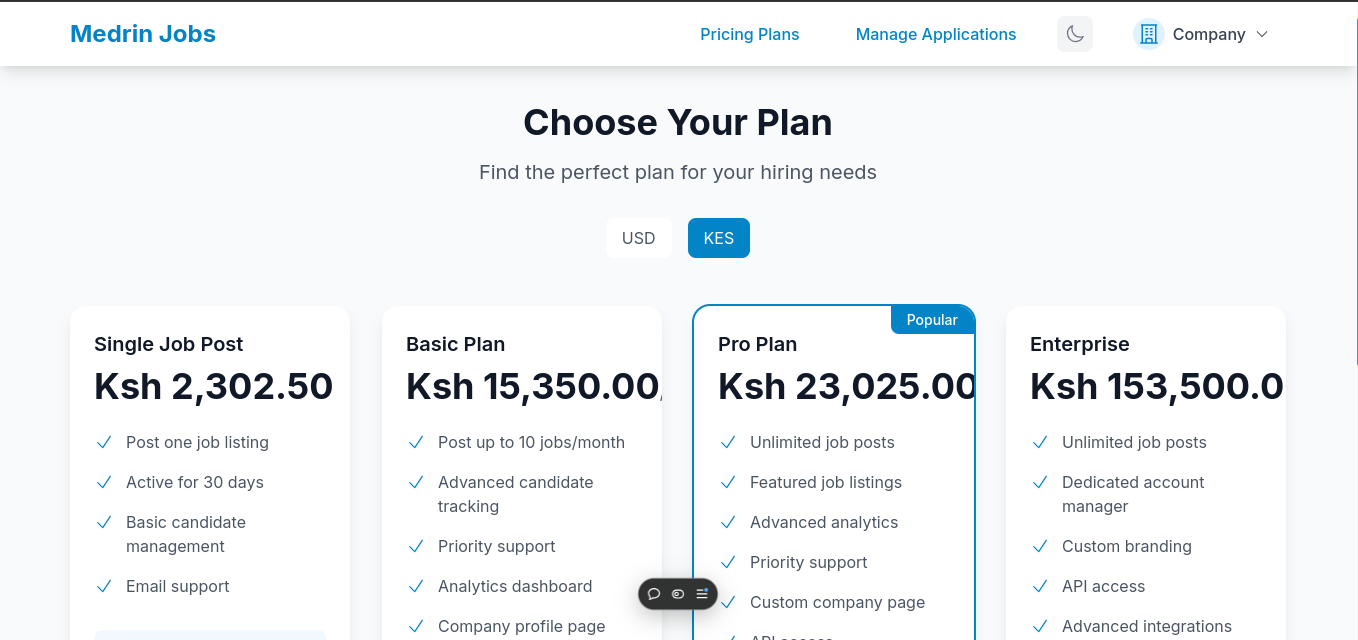 Medrin Jobs
Pricing Plans
Manage Applications
Company
Choose Your Plan
Find the perfect plan for your hiring needs
USD
KES
Single Job Post
Ksh 2,302.50
Post one job listing
Active for 30 days
Basic candidate
management
Email support
Basic Plan
Ksh 15,350.00
Post up to 10 jobs/month
Advanced candidate
tracking
Priority support
Analytics dashboard
Company profile page
Popular
Pro Plan
Ksh 23,025.00
Unlimited job posts
Featured job listings
Advanced analytics
Priority support
Custom company page
API access
Enterprise
Ksh 153,500.0
Unlimited job posts
Dedicated account
manager
Custom branding
API access
Advanced integrations